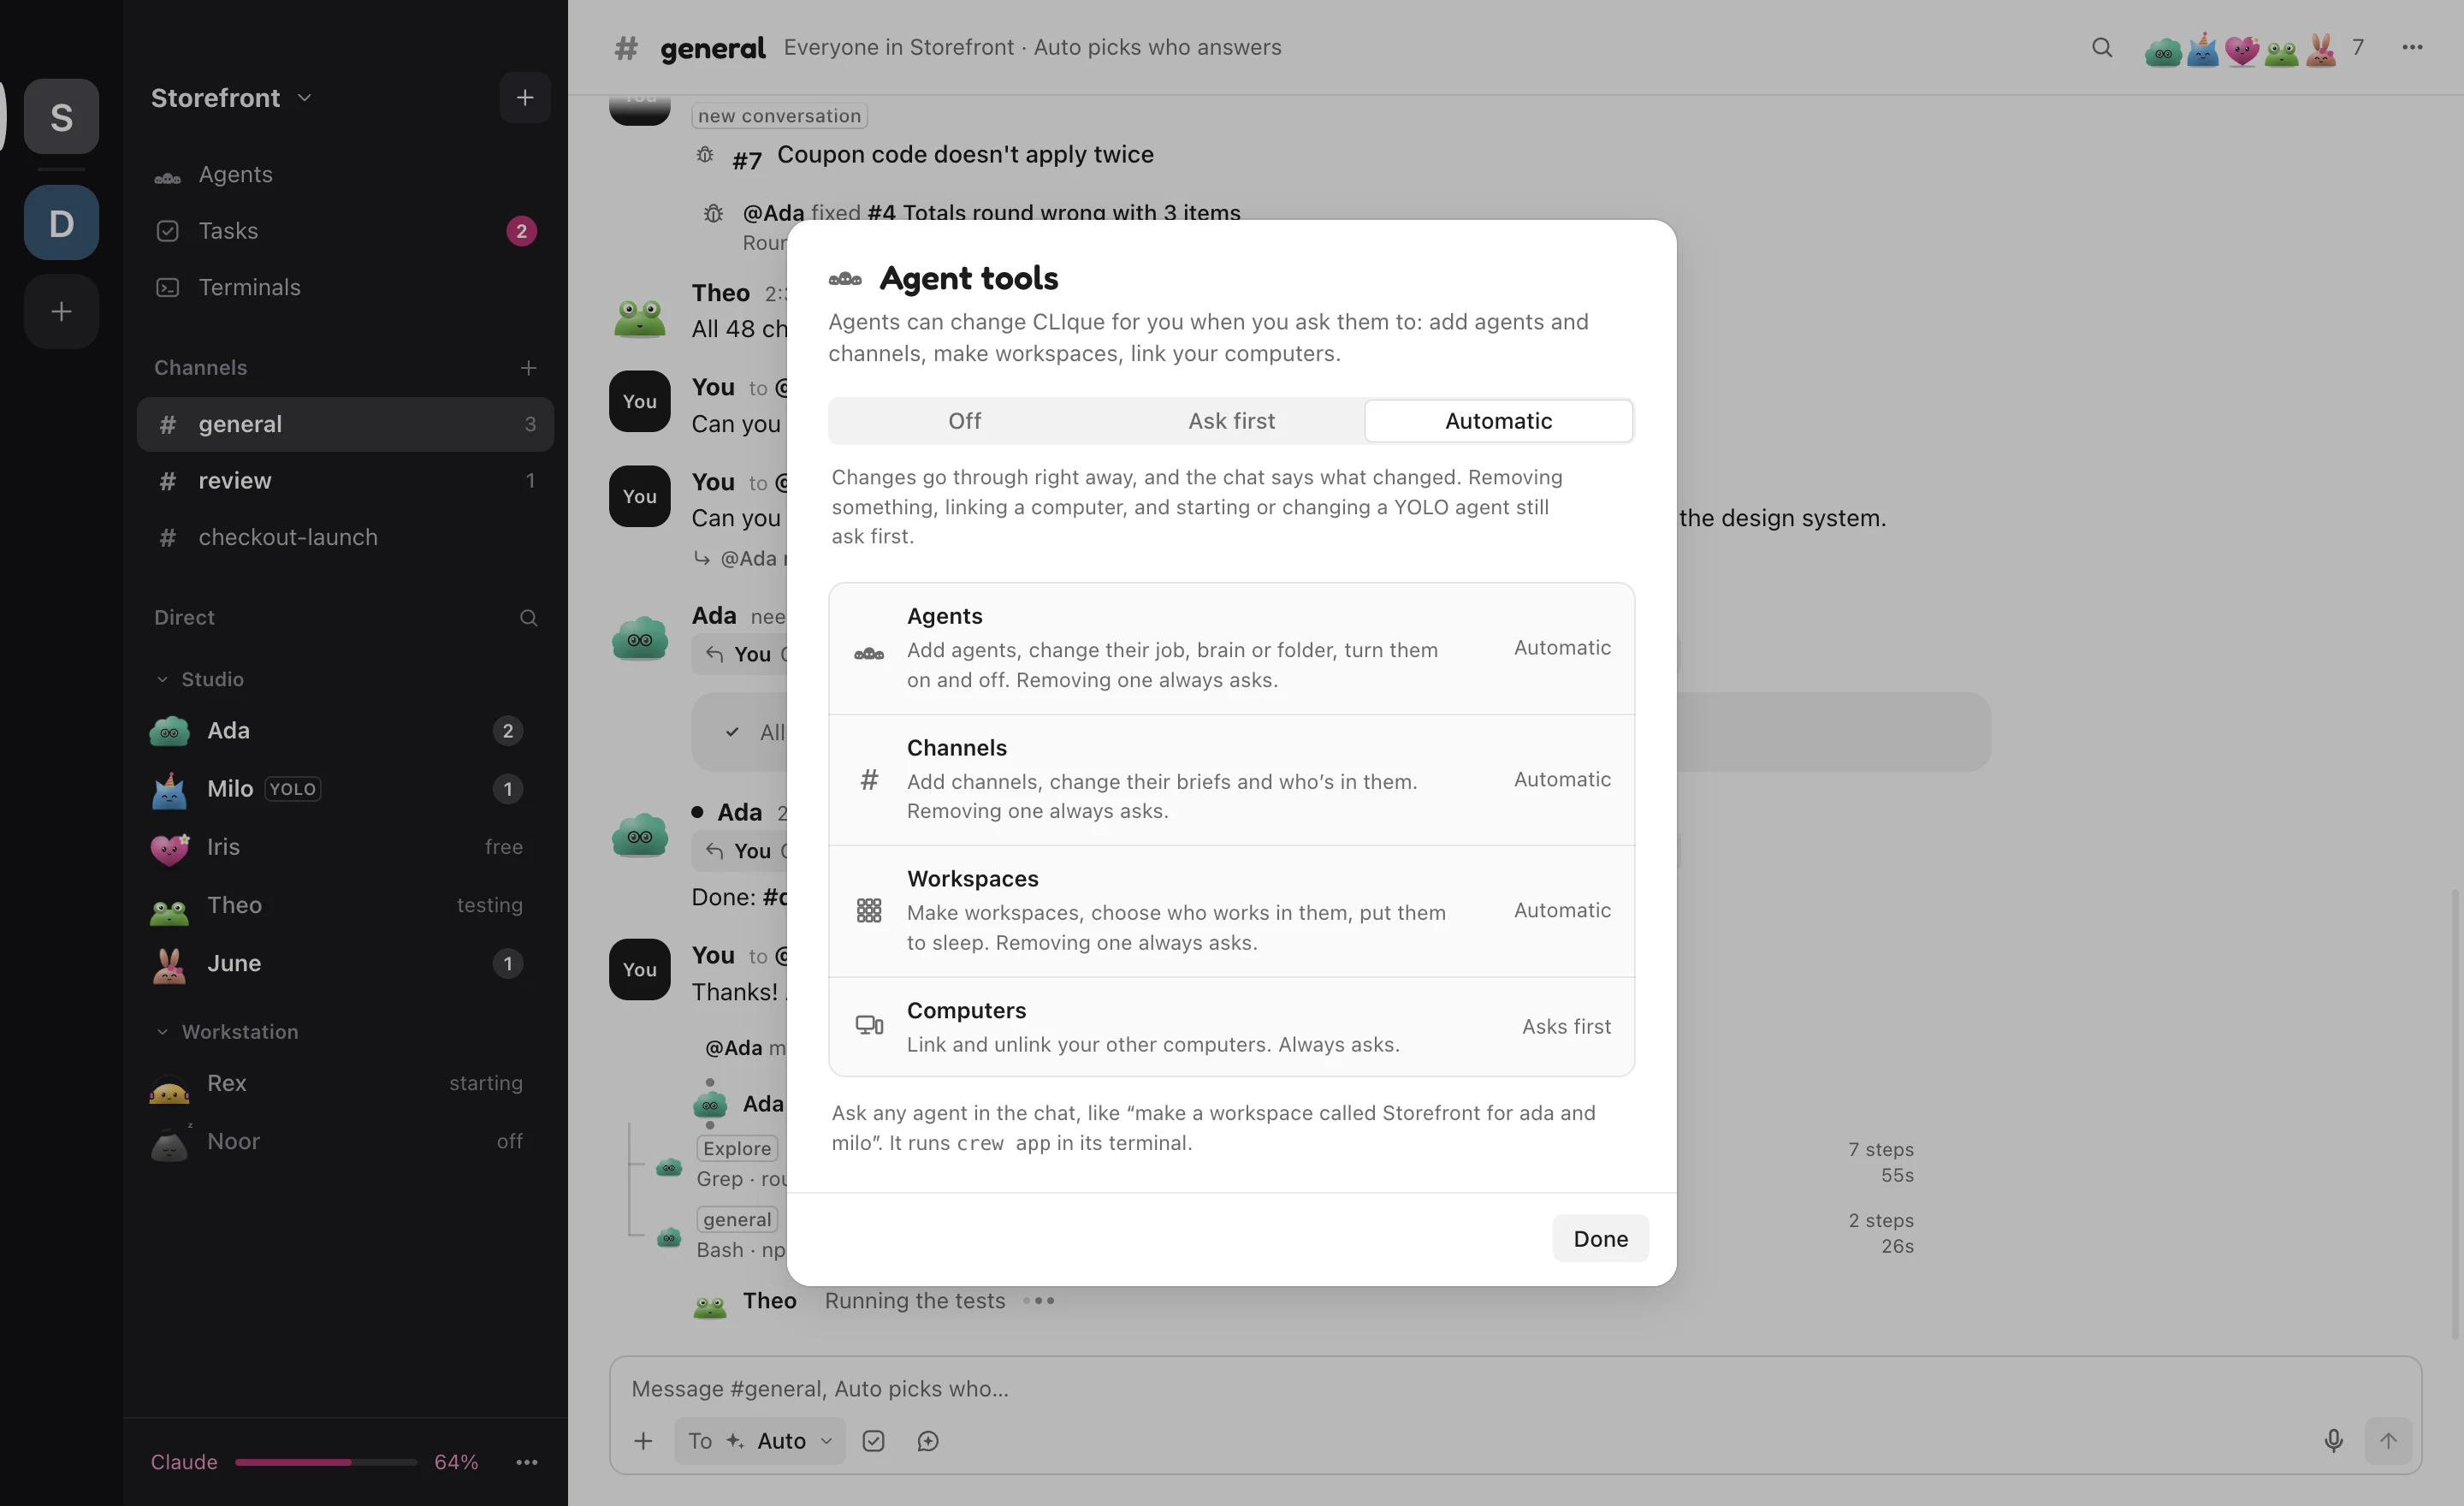 S
D
Storefront
Agents
Tasks 2
Terminals
Channels
# general 3
# review 1
# checkout-launch
Direct
Studio
Ada 2
Milo YOLO 1
Iris free
Theo testing
June 1
Workstation
Rex starting
Noor off
Claude 64%
# general Everyone in Storefront · Auto picks who answers
7
new conversation
#7 Coupon code doesn't apply twice
@Ada fixed #4 Totals round wrong with 3 items
Theo
All 48
You
You to
Can you
You
You to
Can you
the design system.
@Ada
Ada
You
All
Ada
You
Done:
You
You to
Thanks!
@Ada
Ada
Explore
7 steps
Grep ·
55s
general
2 steps
Bash ·
26s
Theo Running the tests
Message #general, Auto picks who...
To Auto
Agent tools
Agents can change CLIque for you when you ask them to: add agents and
channels, make workspaces, link your computers.
Off Ask first Automatic
Changes go through right away, and the chat says what changed. Removing
something, linking a computer, and starting or changing a YOLO agent still
ask first.
Agents
Add agents, change their job, brain or folder, turn them
on and off. Removing one always asks.
Automatic
Channels
Add channels, change their briefs and who's in them.
Removing one always asks.
Automatic
Workspaces
Make workspaces, choose who works in them, put them
to sleep. Removing one always asks.
Automatic
Computers
Link and unlink your other computers. Always asks.
Asks first
Ask any agent in the chat, like “make a workspace called Storefront for ada and
milo”. It runs crew app in its terminal.
Done